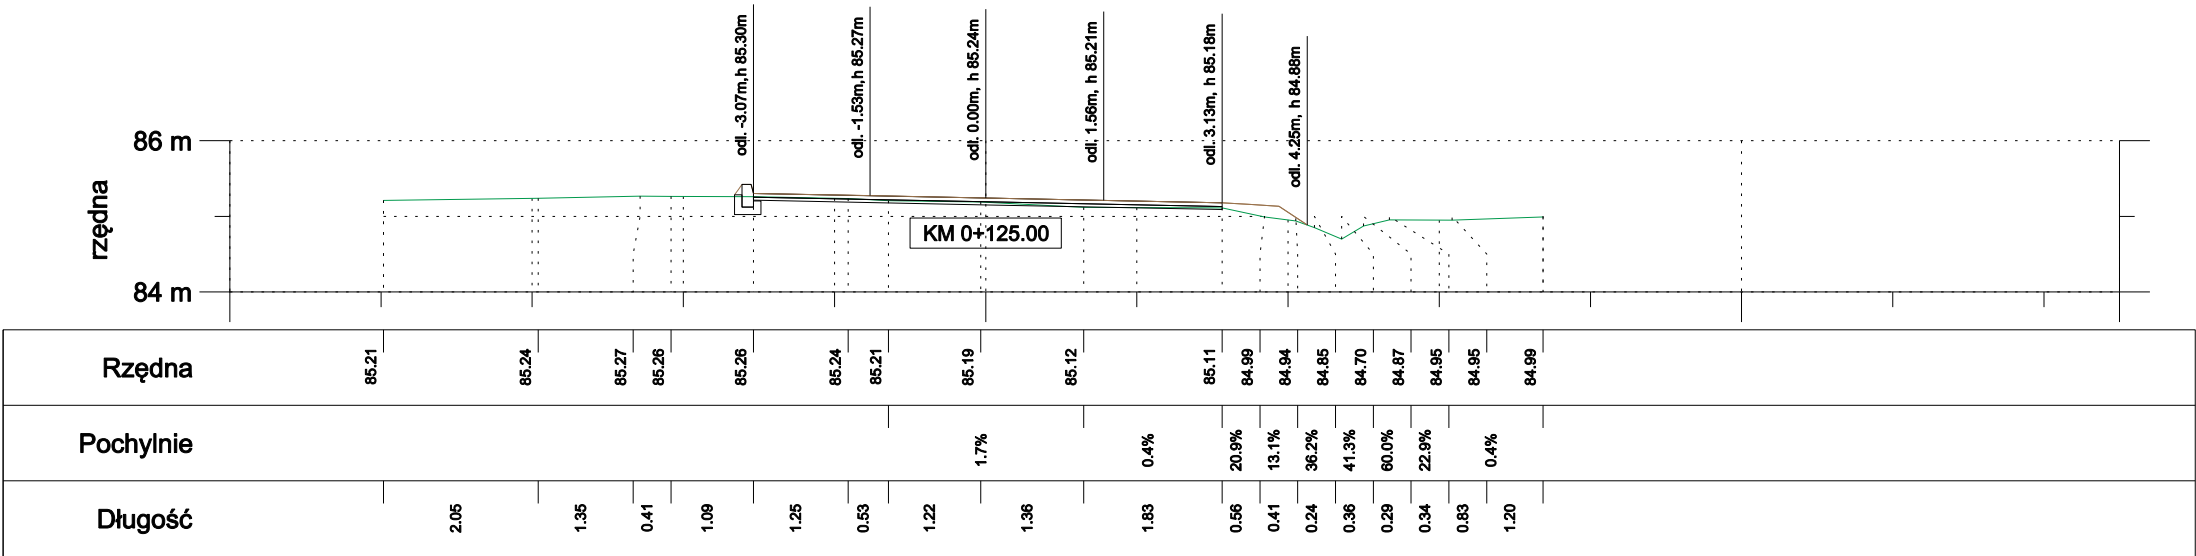 odl. -3.07m,h 85.30m
odl. -1.53m,h 85.27m
odl. 0.00m, h 85.24m
odl. 1.56m, h 85.21m
odl. 3.13m, h 85.18m
odl. 4.25m, h 84.88m
86 m
rzędna
84 m
KM 0+125.00
Rzędna 85.21 85.24 85.27 85.26 85.26 85.24 85.21 85.19 85.12 85.11 84.99 84.94 84.85 84.70 84.87 84.95 84.95 84.99
Pochylnie 1.7% 0.4% 20.9% 13.1% 36.2% 41.3% 60.0% 22.9% 0.4%
Długość 2.05 1.35 0.41 1.09 1.25 0.53 1.22 1.36 1.83 0.56 0.41 0.24 0.36 0.29 0.34 0.83 1.20